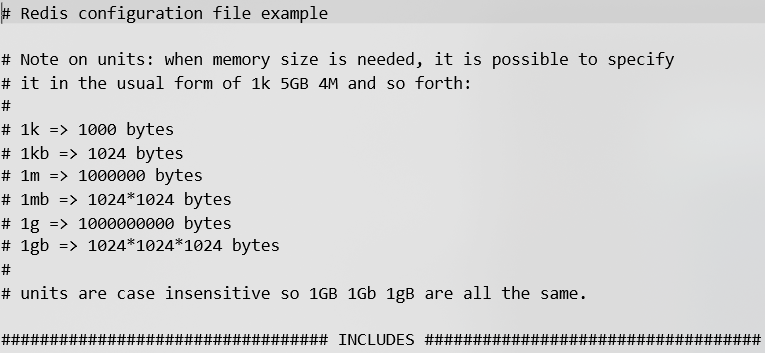 # Redis configuration file example
# Note on units: when memory size is needed, it is possible to specify
# it in the usual form of 1k 5GB 4M and so forth:
#
# 1k => 1000 bytes
# 1kb => 1024 bytes
# 1m => 1000000 bytes
# 1mb => 1024*1024 bytes
# 1g => 1000000000 bytes
# 1gb => 1024*1024*1024 bytes
#
# units are case insensitive so 1GB 1Gb 1gB are all the same.
################################## INCLUDES ###################################